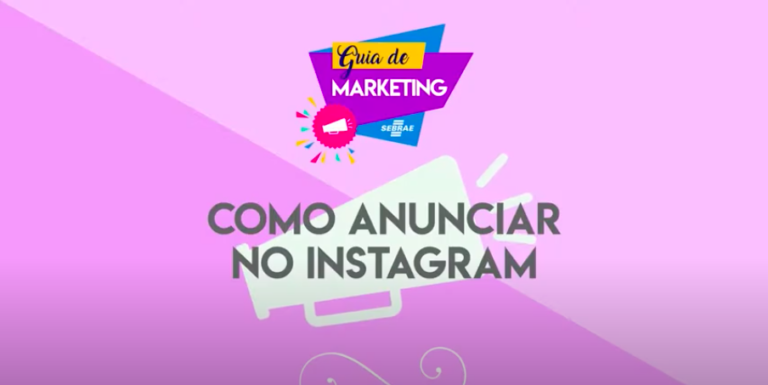 Guia de
MARKETING
SEBRAE
COMO ANUNCIAR
NO INSTAGRAM